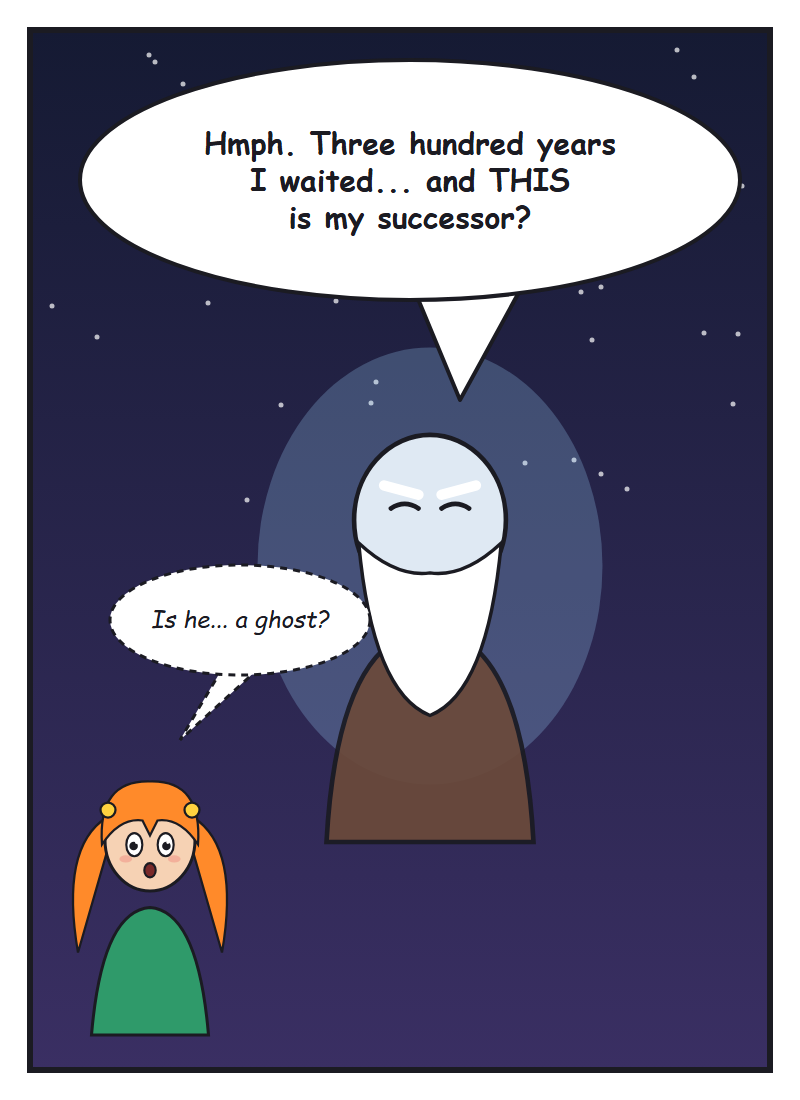 Hmph. Three hundred years
I waited... and THIS
is my successor?
Is he... a ghost?